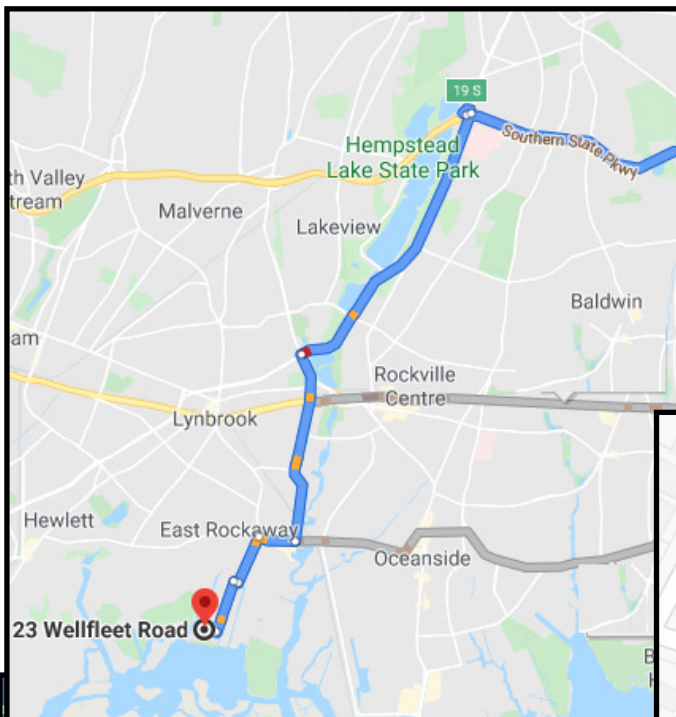 19 S
Southern State Pkwy
Hempstead
Lake State Park
th Valley
tream
Malverne
Lakeview
Baldwin
am
Rockville
Centre
Lynbrook
Hewlett
East Rockaway
Oceanside
23 Wellfleet Road
B
H